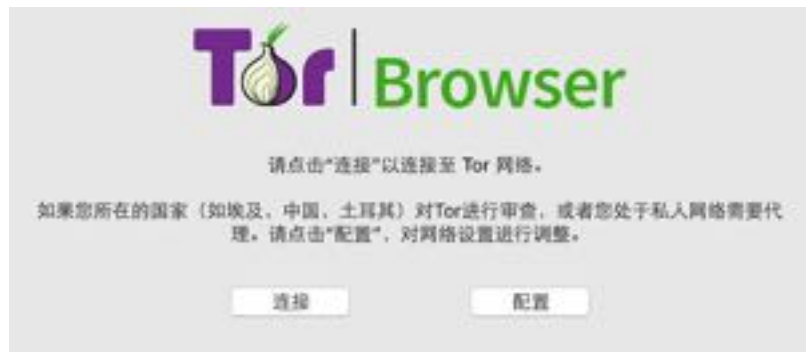 Tor Browser
请点击“连接”以连接至 Tor 网络。
如果您所在的国家（如埃及、中国、土耳其）对Tor进行审查，或者您处于私人网络需要代
理。请点击“配置”，对网络设置进行调整。
连接 配置